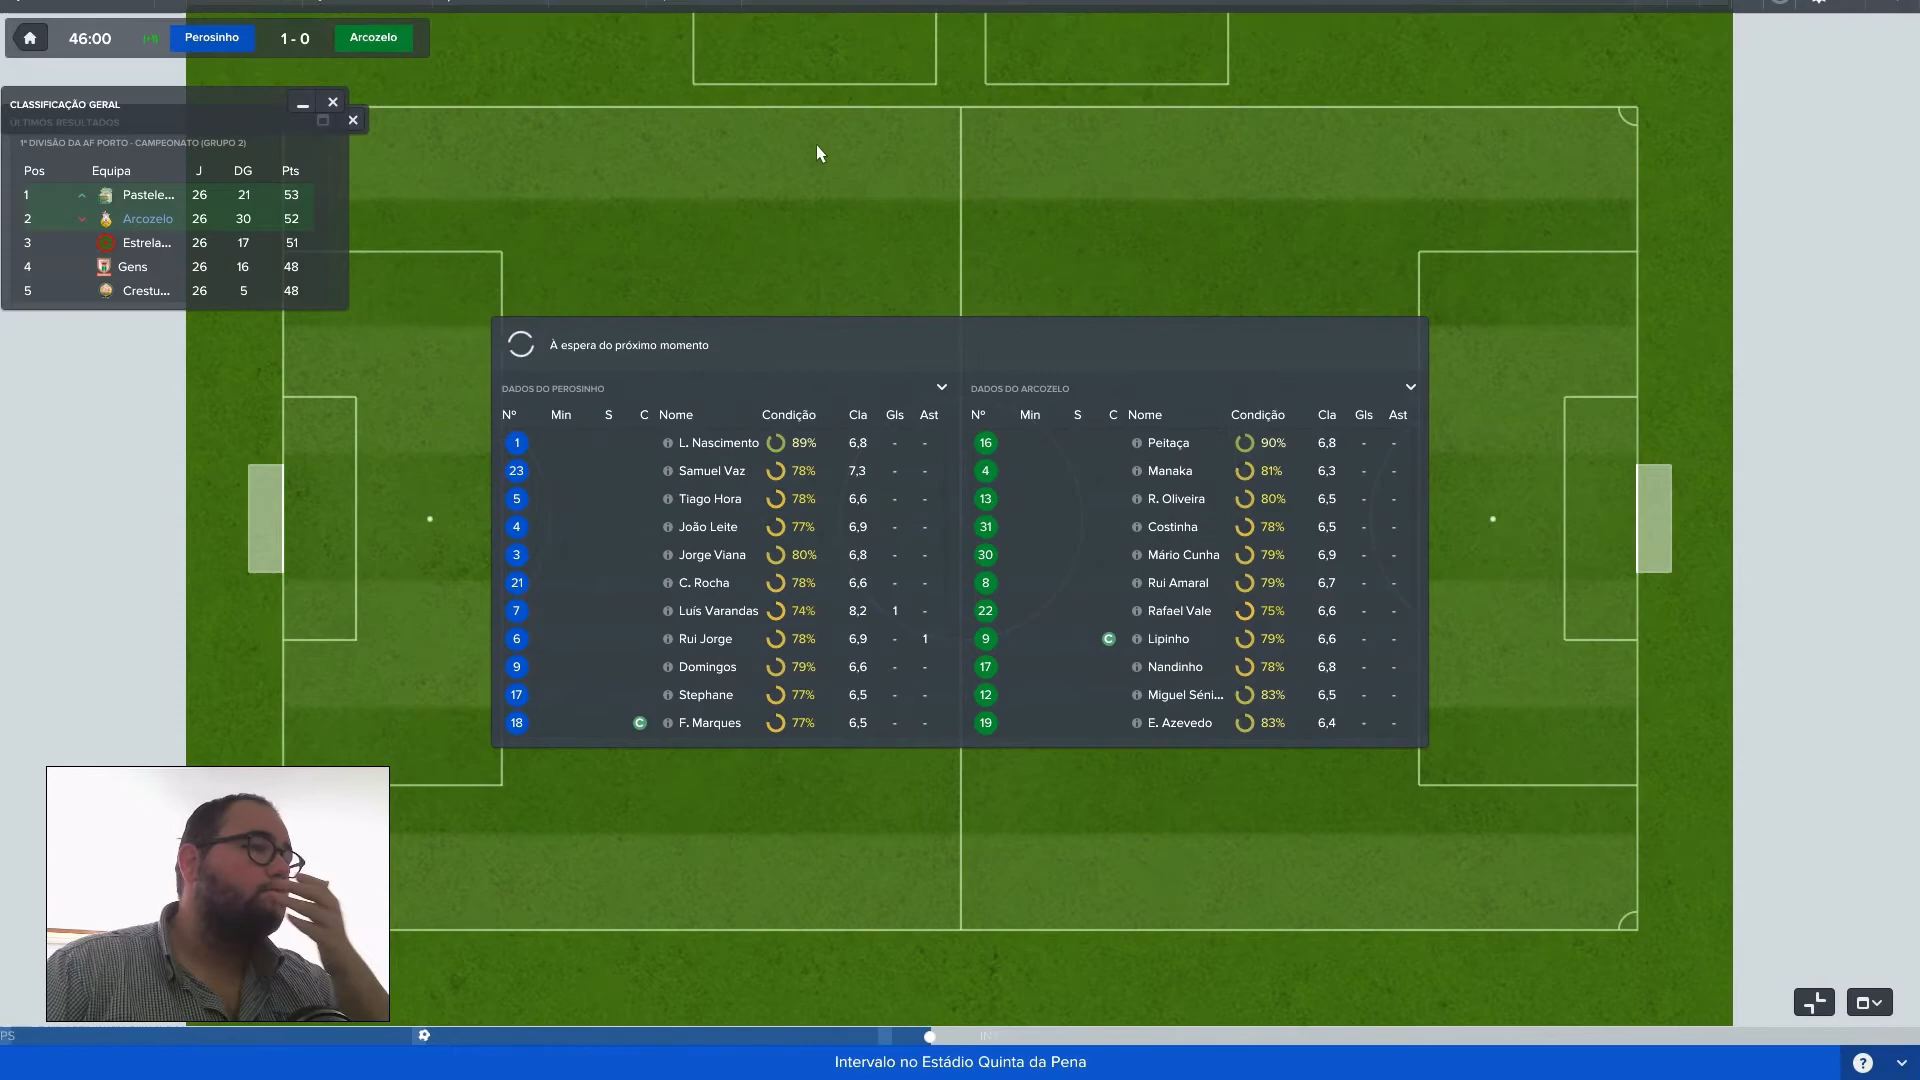 46:00 Perosinho 1 - 0 Arcozelo
CLASSIFICAÇÃO GERAL
ÚLTIMOS RESULTADOS
1ª DIVISÃO DA AF PORTO - CAMPEONATO (GRUPO 2)
Pos Equipa J DG Pts
1 Pastele... 26 21 53
2 Arcozelo 26 30 52
3 Estrela... 26 17 51
4 Gens 26 16 48
5 Crestu... 26 5 48
À espera do próximo momento
DADOS DO PEROSINHO
Nº Min S C Nome Condição Cla Gls Ast
1 L. Nascimento 89% 6,8 - -
23 Samuel Vaz 78% 7,3 - -
5 Tiago Hora 78% 6,6 - -
4 João Leite 77% 6,9 - -
3 Jorge Viana 80% 6,8 - -
21 C. Rocha 78% 6,6 - -
7 Luís Varandas 74% 8,2 1 -
6 Rui Jorge 78% 6,9 - 1
9 Domingos 79% 6,6 - -
17 Stephane 77% 6,5 - -
18 C F. Marques 77% 6,5 - -
DADOS DO ARCOZELO
Nº Min S C Nome Condição Cla Gls Ast
16 Peitaça 90% 6,8 - -
4 Manaka 81% 6,3 - -
13 R. Oliveira 80% 6,5 - -
31 Costinha 78% 6,5 - -
30 Mário Cunha 79% 6,9 - -
8 Rui Amaral 79% 6,7 - -
22 Rafael Vale 75% 6,6 - -
9 C Lipinho 79% 6,6 - -
17 Nandinho 78% 6,8 - -
12 Miguel Séni... 83% 6,5 - -
19 E. Azevedo 83% 6,4 - -
PS
INT
Intervalo no Estádio Quinta da Pena
?